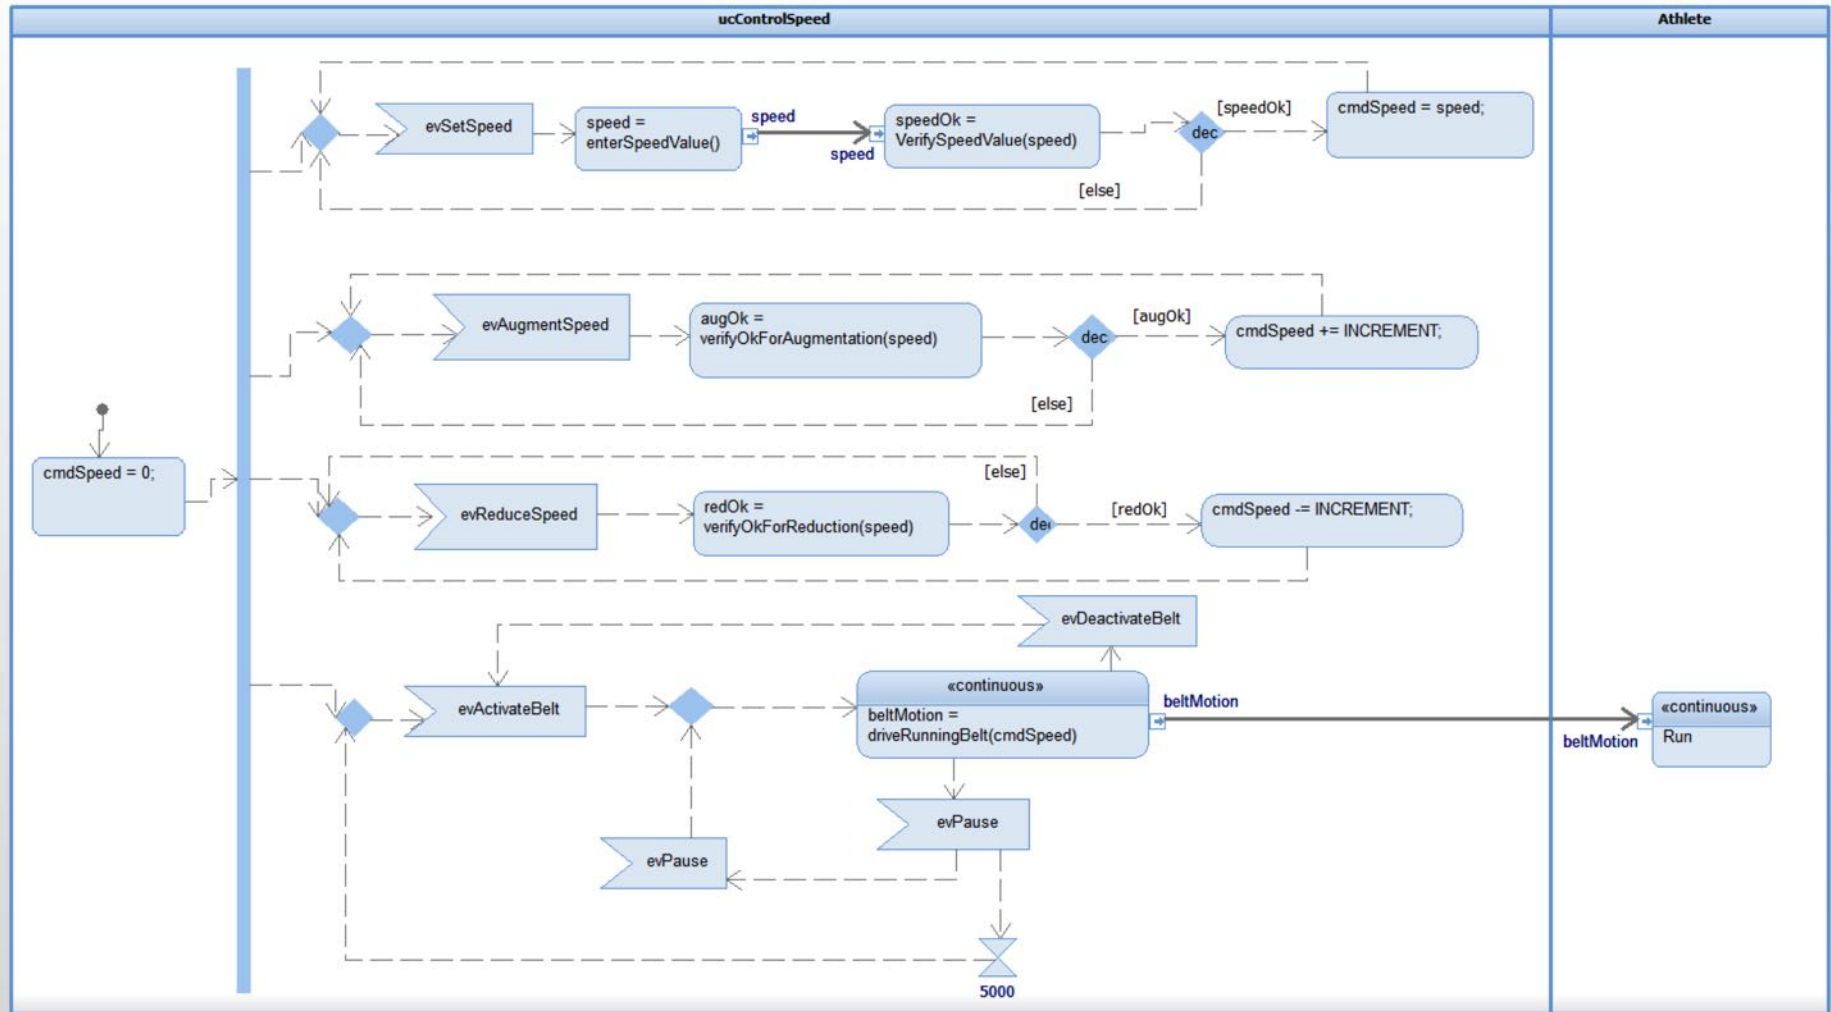 ucControlSpeed
Athlete
evSetSpeed
speed =
enterSpeedValue()
speed
speed
speedOk =
VerifySpeedValue(speed)
dec
[speedOk]
cmdSpeed = speed;
[else]
evAugmentSpeed
augOk =
verifyOkForAugmentation(speed)
dec
[augOk]
cmdSpeed += INCREMENT;
[else]
cmdSpeed = 0;
[else]
evReduceSpeed
redOk =
verifyOkForReduction(speed)
dec
[redOk]
cmdSpeed -= INCREMENT;
evDeactivateBelt
evActivateBelt
«continuous»
beltMotion =
driveRunningBelt(cmdSpeed)
beltMotion
beltMotion
«continuous»
Run
evPause
evPause
5000